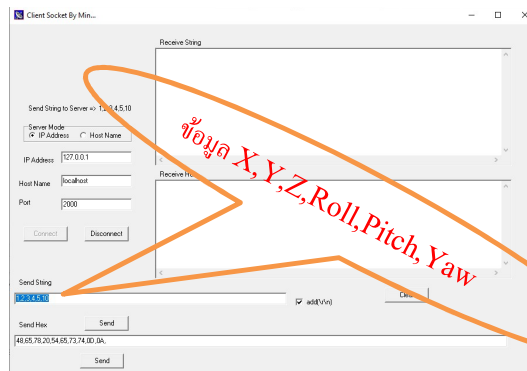 Client Socket By Min...
Receive String
Send String to Server => 1,2,3,4,5,10
Server Mode
IP Address
Host Name
ข้อมูล X,Y,Z,Roll,Pitch,Yaw
IP Address
127.0.0.1
Receive H
Host Name
localhost
Port
2000
Connect
Disconnect
Send String
1,2,3,4,5,10
add(\r\n)
Send Hex
Send
48,65,78,20,54,65,73,74,0D,0A,
Send